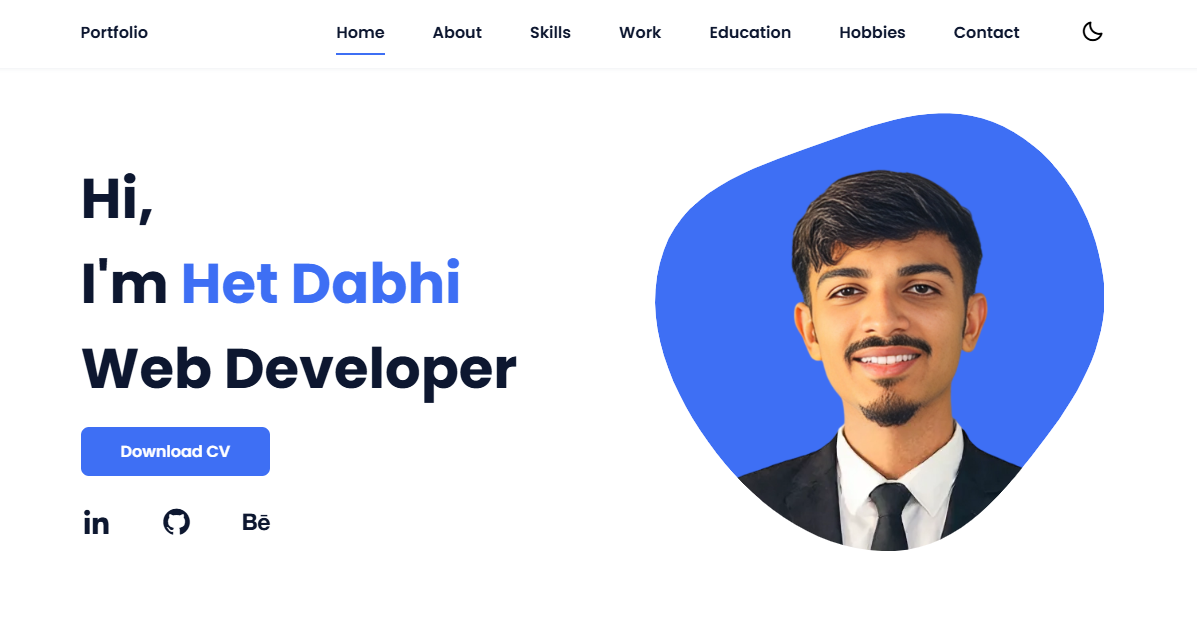 Portfolio Home About Skills Work Education Hobbies Contact
Hi,
I'm Het Dabhi
Web Developer
Download CV
in Bē